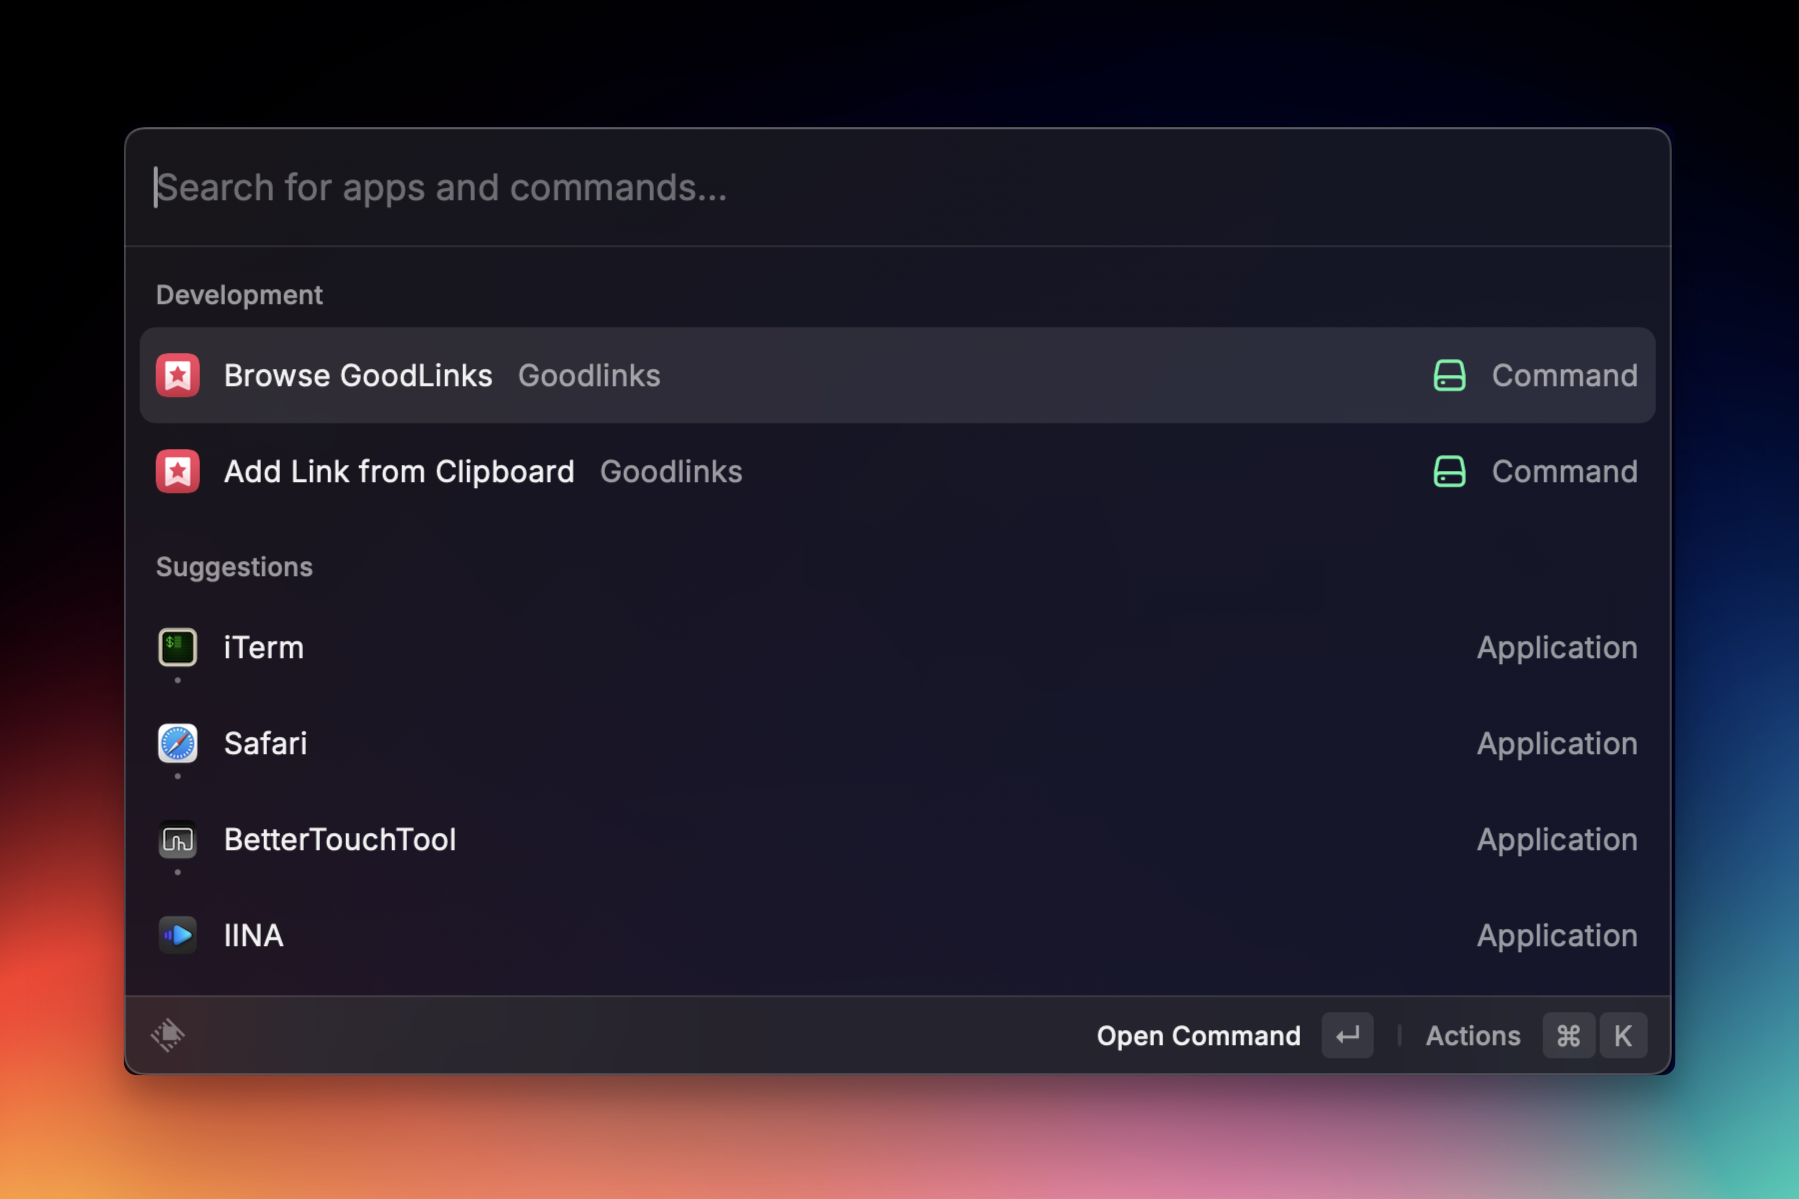 Search for apps and commands...
Development
Browse GoodLinks Goodlinks Command
Add Link from Clipboard Goodlinks Command
Suggestions
iTerm Application
Safari Application
BetterTouchTool Application
IINA Application
Open Command ↵ Actions ⌘ K